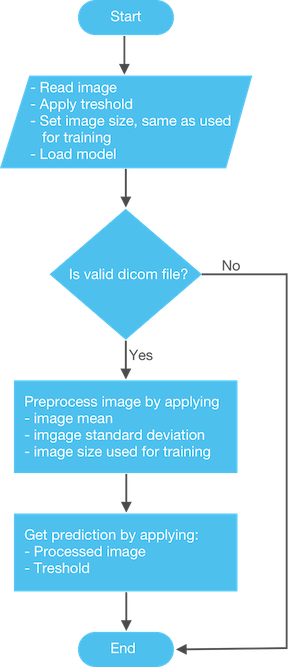 Start
- Read image
- Apply treshold
- Set image size, same as used
for training
- Load model
Is valid dicom file?
No
Yes
Preprocess image by applying
- image mean
- imgage standard deviation
- image size used for training
Get prediction by applying:
- Processed image
- Treshold
End